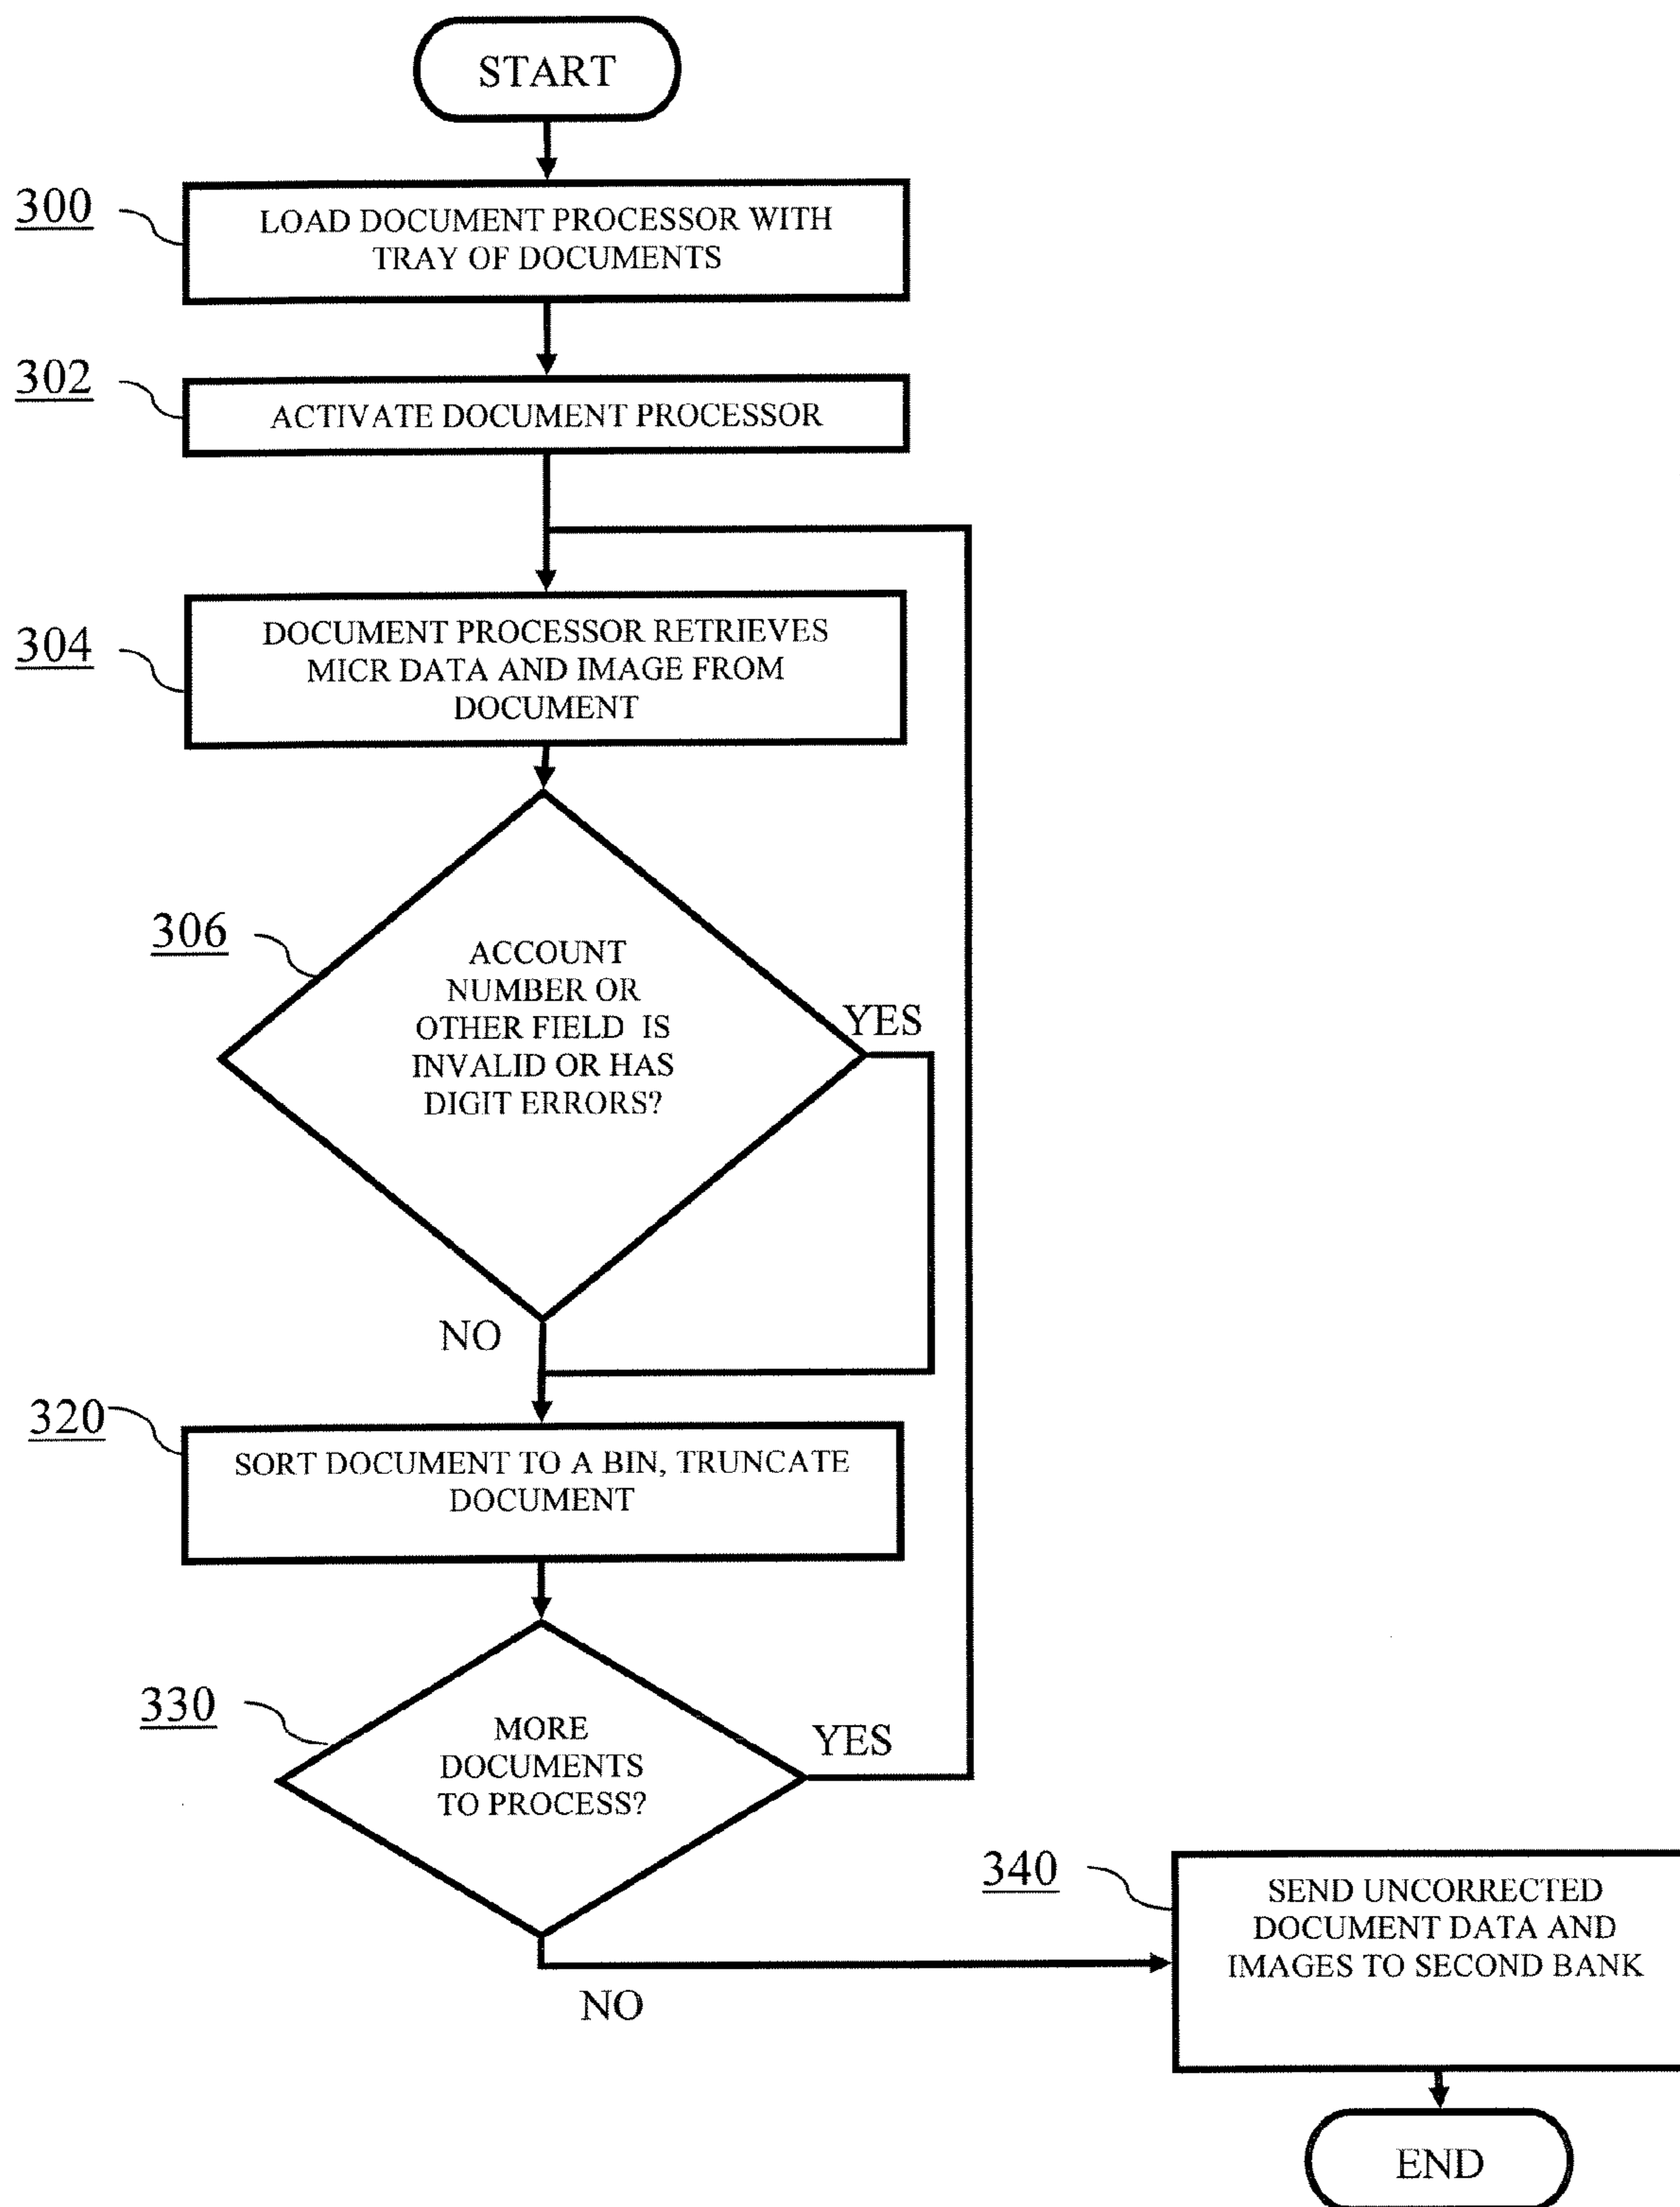 START
300
LOAD DOCUMENT PROCESSOR WITH
TRAY OF DOCUMENTS
302
ACTIVATE DOCUMENT PROCESSOR
304
DOCUMENT PROCESSOR RETRIEVES
MICR DATA AND IMAGE FROM
DOCUMENT
306
ACCOUNT
NUMBER OR
OTHER FIELD IS
INVALID OR HAS
DIGIT ERRORS?
YES
NO
320
SORT DOCUMENT TO A BIN, TRUNCATE
DOCUMENT
330
MORE
DOCUMENTS
TO PROCESS?
YES
NO
340
SEND UNCORRECTED
DOCUMENT DATA AND
IMAGES TO SECOND BANK
END